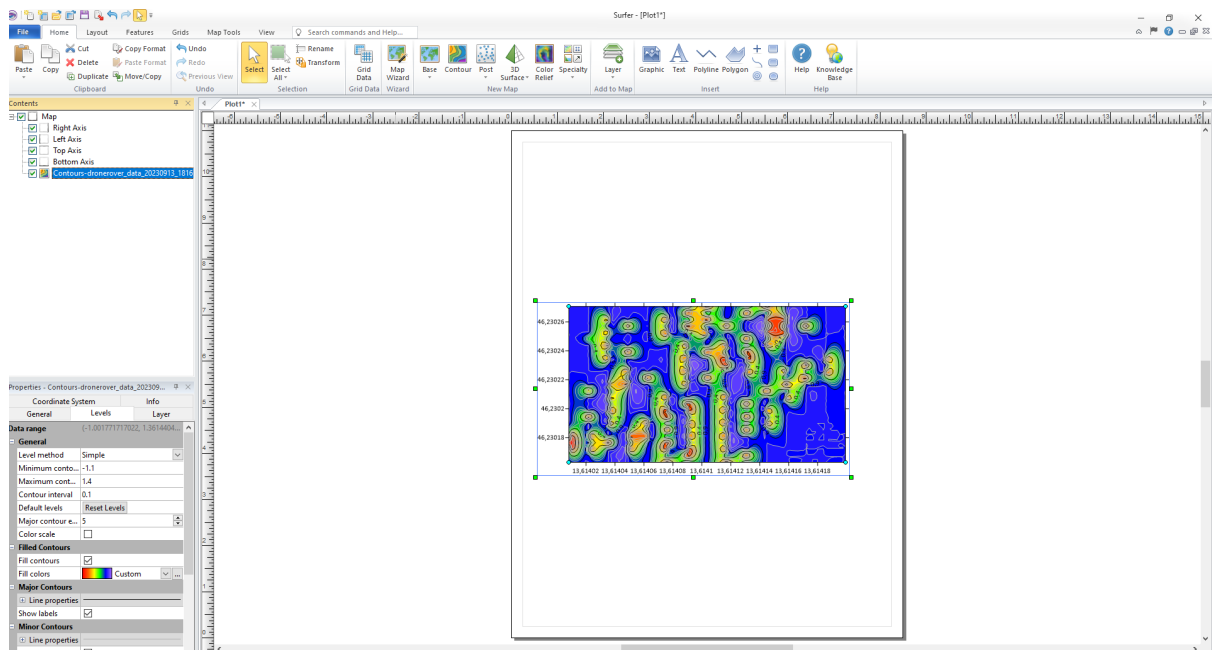 Surfer - [Plot1*]
File Home Layout Features Grids Map Tools View Search commands and Help...
Paste Copy Cut Delete Duplicate Copy Format Paste Format Move/Copy
Clipboard
Undo Redo Previous View
Undo
Select Select All Rename Transform
Selection
Grid Data
Grid Data
Map Wizard
Wizard
Base Contour Post 3D Surface Color Relief Specialty
New Map
Layer
Add to Map
Graphic Text Polyline Polygon
Insert
Help Knowledge Base
Help
Contents
Plot1*
Map
Right Axis
Left Axis
Top Axis
Bottom Axis
Contours-dronerover_data_20230913_1816
46,23026
46,23024
46,23022
46,2302
46,23018
13,61402 13,61404 13,61406 13,61408 13,6141 13,61412 13,61414 13,61416 13,61418
Properties - Contours-dronerover_data_202309...
Coordinate System Info
General Levels Layer
Data range (-1.001771717022, 1.3614404...
General
Level method Simple
Minimum conto... -1.1
Maximum cont... 1.4
Contour interval 0.1
Default levels Reset Levels
Major contour e... 5
Color scale
Filled Contours
Fill contours
Fill colors Custom ...
Major Contours
Line properties
Show labels
Minor Contours
Line properties